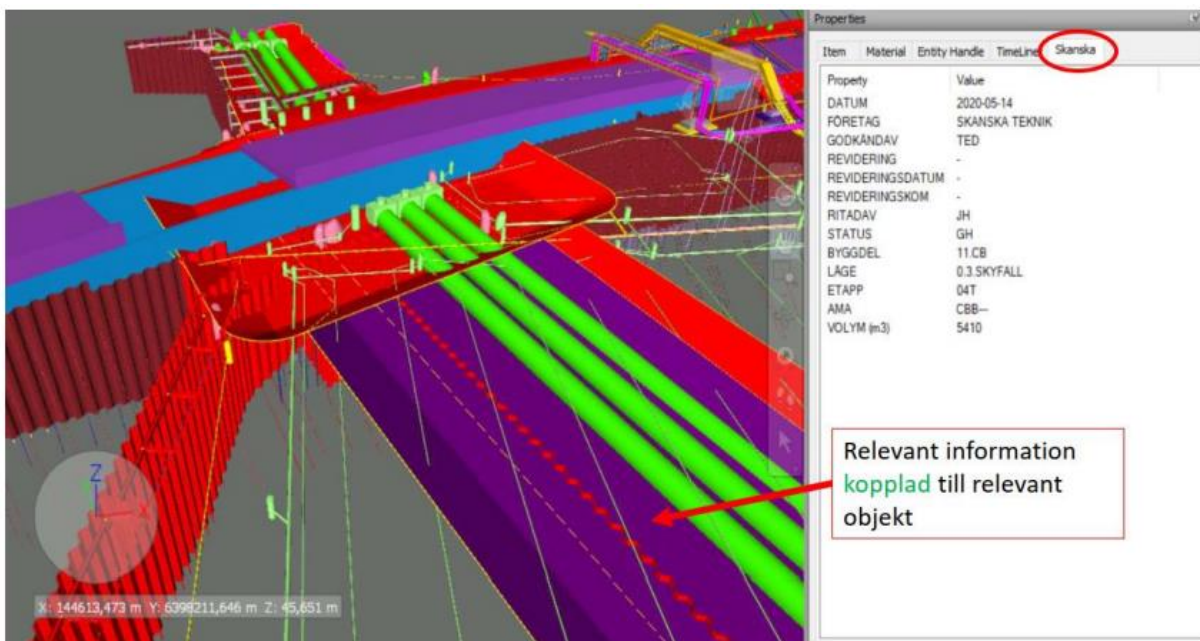 Properties
Item Material Entity Handle TimeLine Skanska
Property Value
DATUM 2020-05-14
FÖRETAG SKANSKA TEKNIK
GODKÄNDAV TED
REVIDERING -
REVIDERINGSDATUM -
REVIDERINGSKOM -
RITADAV JH
STATUS GH
BYGGDEL 11.CB
LÄGE 0.3.SKYFALL
ETAPP 04T
AMA CBB---
VOLYM (m3) 5410
Relevant information
kopplad till relevant
objekt
Z
X
X: 144613,473 m Y: 6398211,646 m Z: 45,651 m